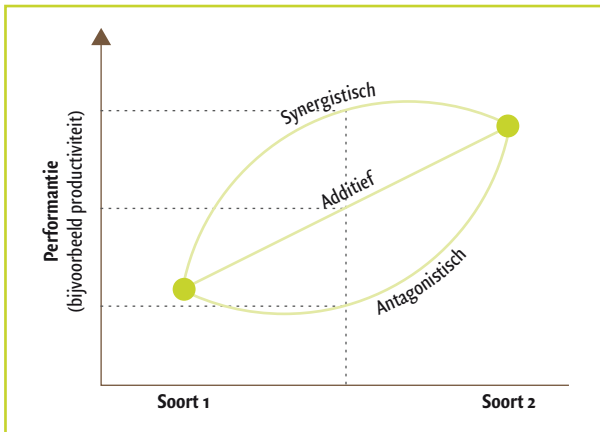 Performantie
(bijvoorbeeld productiviteit)
Synergistisch
Additief
Antagonistisch
Soort 1
Soort 2